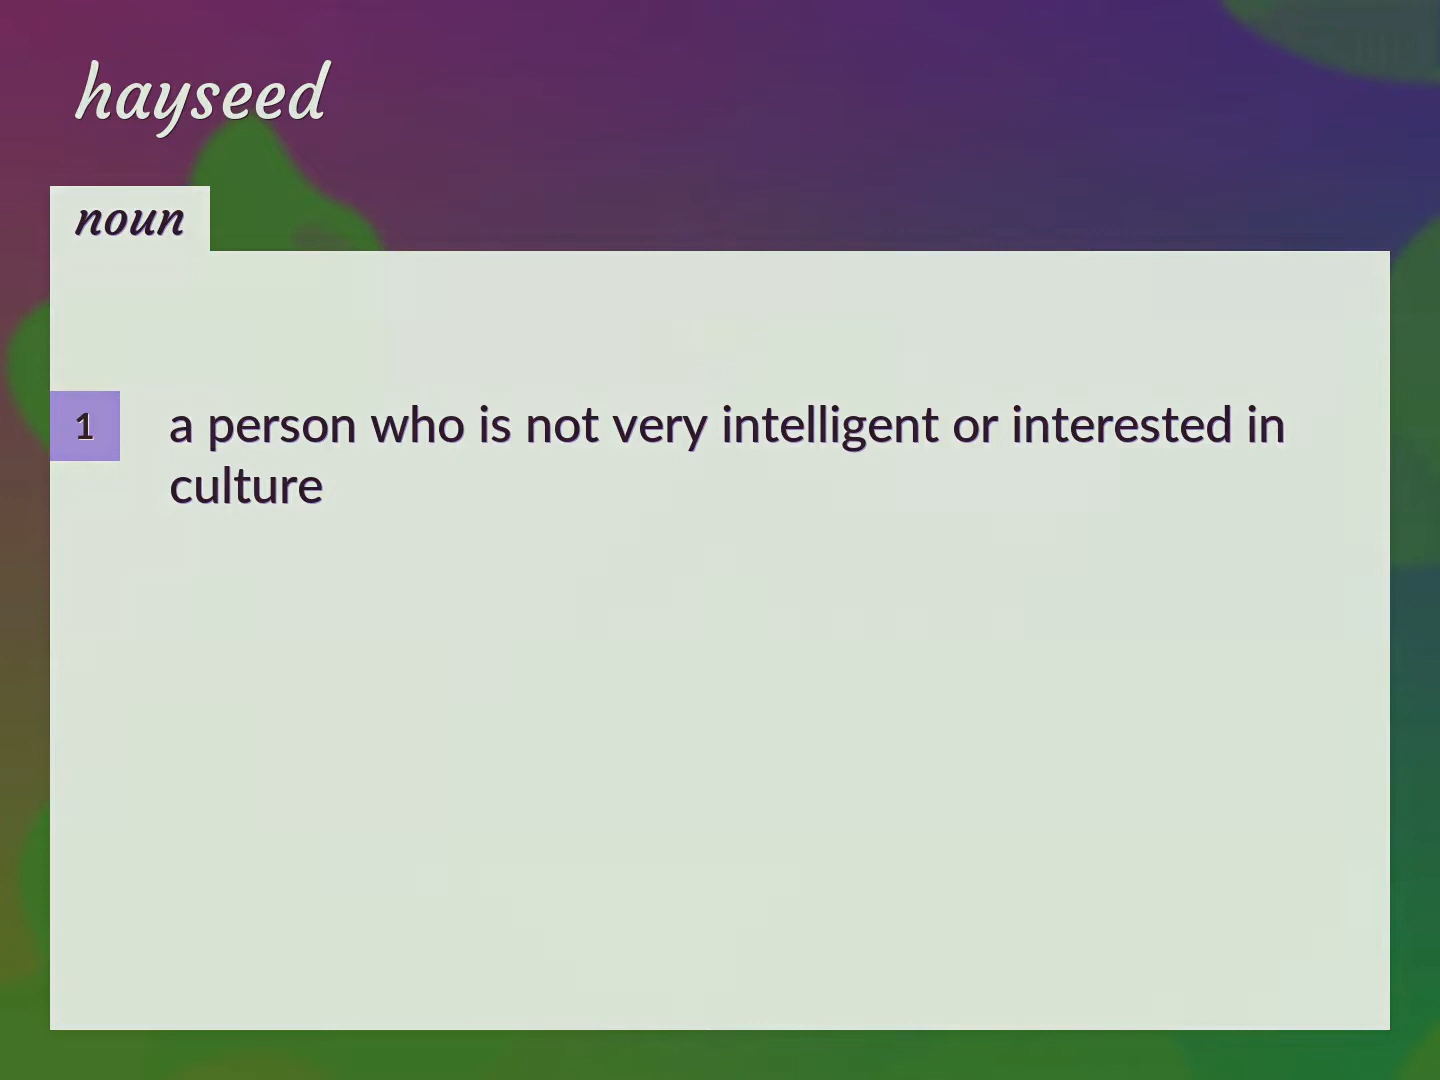 hayseed
noun
1 a person who is not very intelligent or interested in
culture